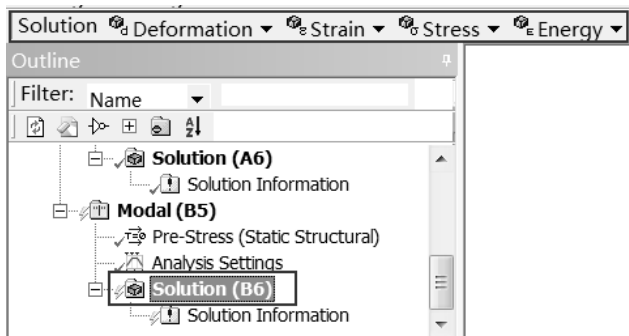 Solution Deformation Strain Stress Energy
Outline
Filter: Name
Solution (A6)
Solution Information
Modal (B5)
Pre-Stress (Static Structural)
Analysis Settings
Solution (B6)
Solution Information